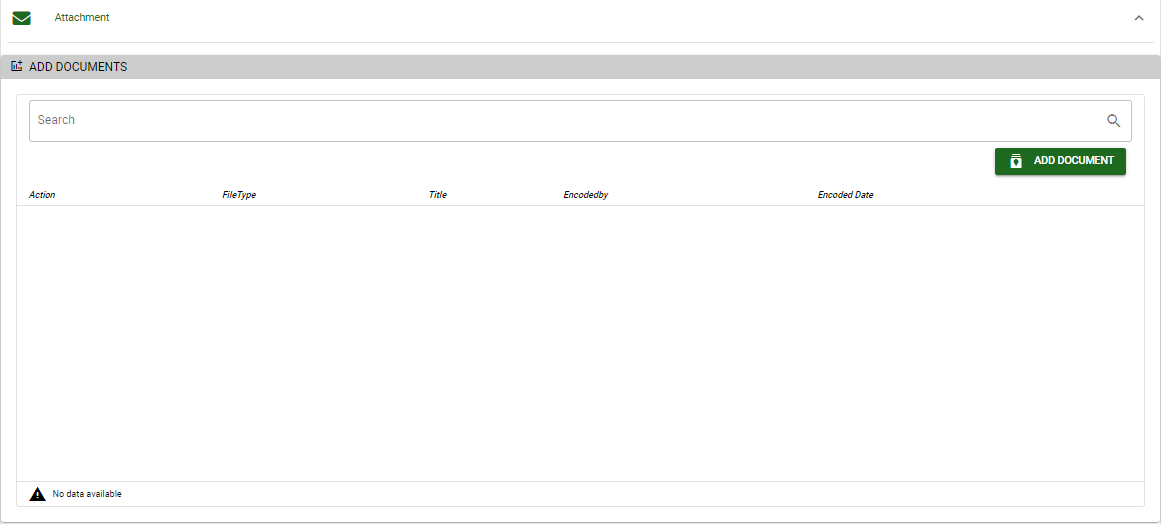 Attachment
ADD DOCUMENTS
Search
ADD DOCUMENT
Action FileType Title Encodedby Encoded Date
No data available